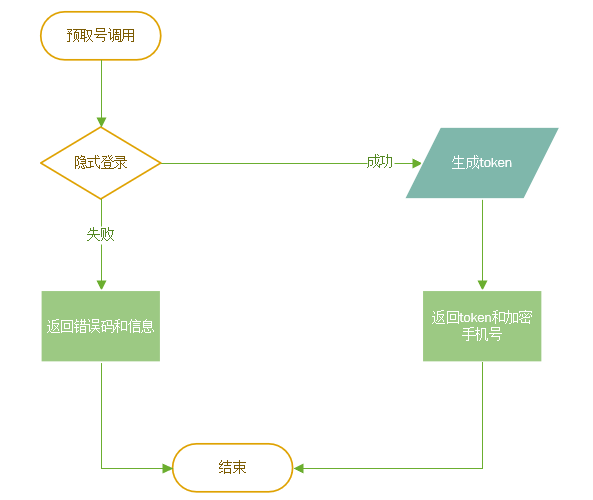 预取号调用
隐式登录
成功
生成token
失败
返回错误码和信息
返回token和加密
手机号
结束